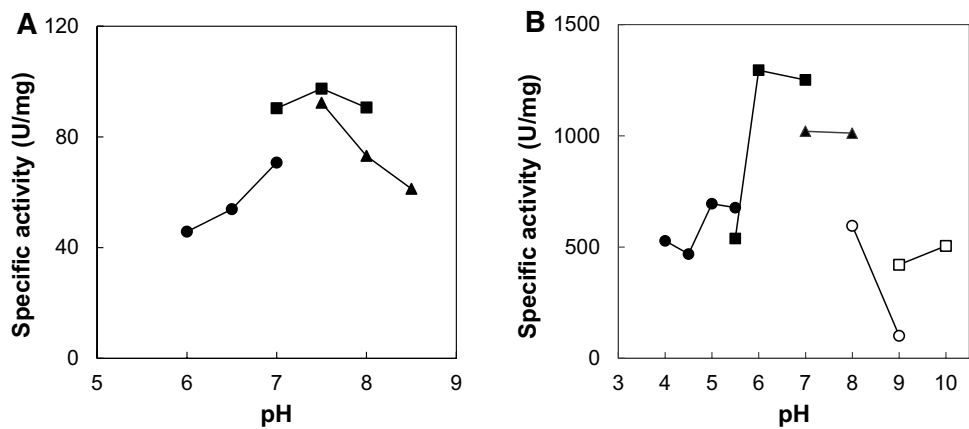 A
120
80
40
0
Specific activity (U/mg)
5 6 7 8 9
pH
B
1500
1000
500
0
Specific activity (U/mg)
3 4 5 6 7 8 9 10
pH